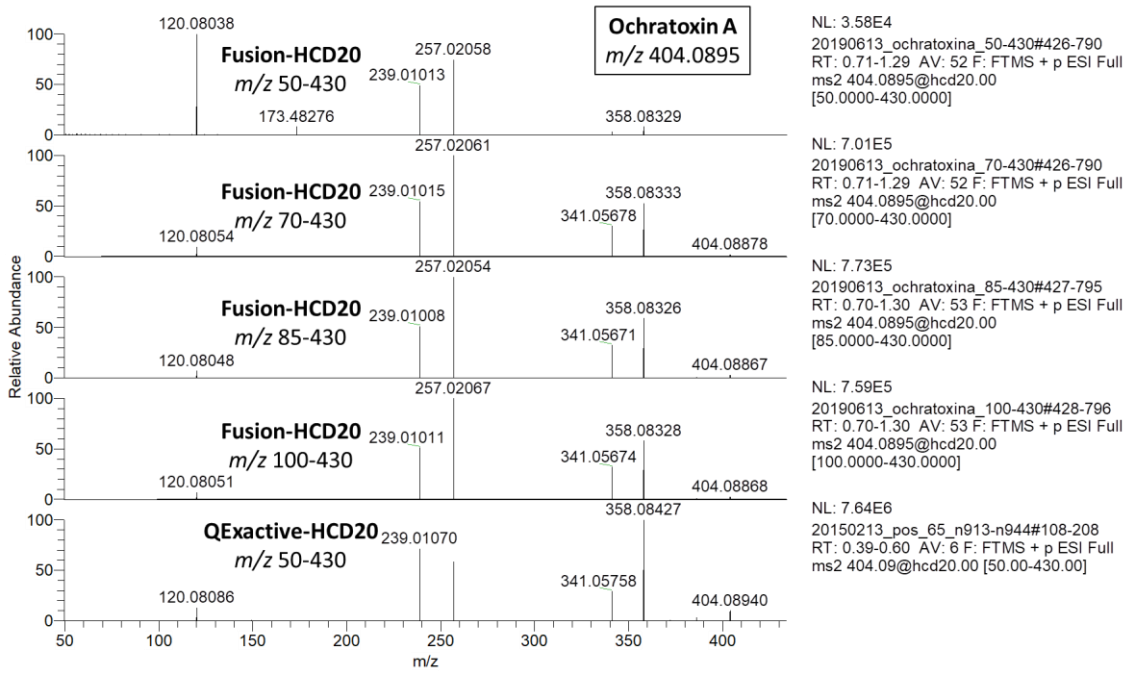 Ochratoxin A
m/z 404.0895
Relative Abundance
100
50
0
120.08038
Fusion-HCD20
m/z 50-430
173.48276
239.01013
257.02058
358.08329
NL: 3.58E4
20190613_ochratoxina_50-430#426-790
RT: 0.71-1.29 AV: 52 F: FTMS + p ESI Full
ms2 404.0895@hcd20.00
[50.0000-430.0000]
100
50
0
257.02061
Fusion-HCD20
m/z 70-430
239.01015
120.08054
341.05678
358.08333
404.08878
NL: 7.01E5
20190613_ochratoxina_70-430#426-790
RT: 0.71-1.29 AV: 52 F: FTMS + p ESI Full
ms2 404.0895@hcd20.00
[70.0000-430.0000]
100
50
0
257.02054
Fusion-HCD20
m/z 85-430
239.01008
120.08048
341.05671
358.08326
404.08867
NL: 7.73E5
20190613_ochratoxina_85-430#427-795
RT: 0.70-1.30 AV: 53 F: FTMS + p ESI Full
ms2 404.0895@hcd20.00
[85.0000-430.0000]
100
50
0
257.02067
Fusion-HCD20
m/z 100-430
239.01011
120.08051
341.05674
358.08328
404.08868
NL: 7.59E5
20190613_ochratoxina_100-430#428-796
RT: 0.70-1.30 AV: 53 F: FTMS + p ESI Full
ms2 404.0895@hcd20.00
[100.0000-430.0000]
100
50
0
358.08427
QExactive-HCD20
m/z 50-430
239.01070
120.08086
341.05758
404.08940
NL: 7.64E6
20150213_pos_65_n913-n944#108-208
RT: 0.39-0.60 AV: 6 F: FTMS + p ESI Full
ms2 404.09@hcd20.00 [50.00-430.00]
50 100 150 200 250 300 350 400
m/z